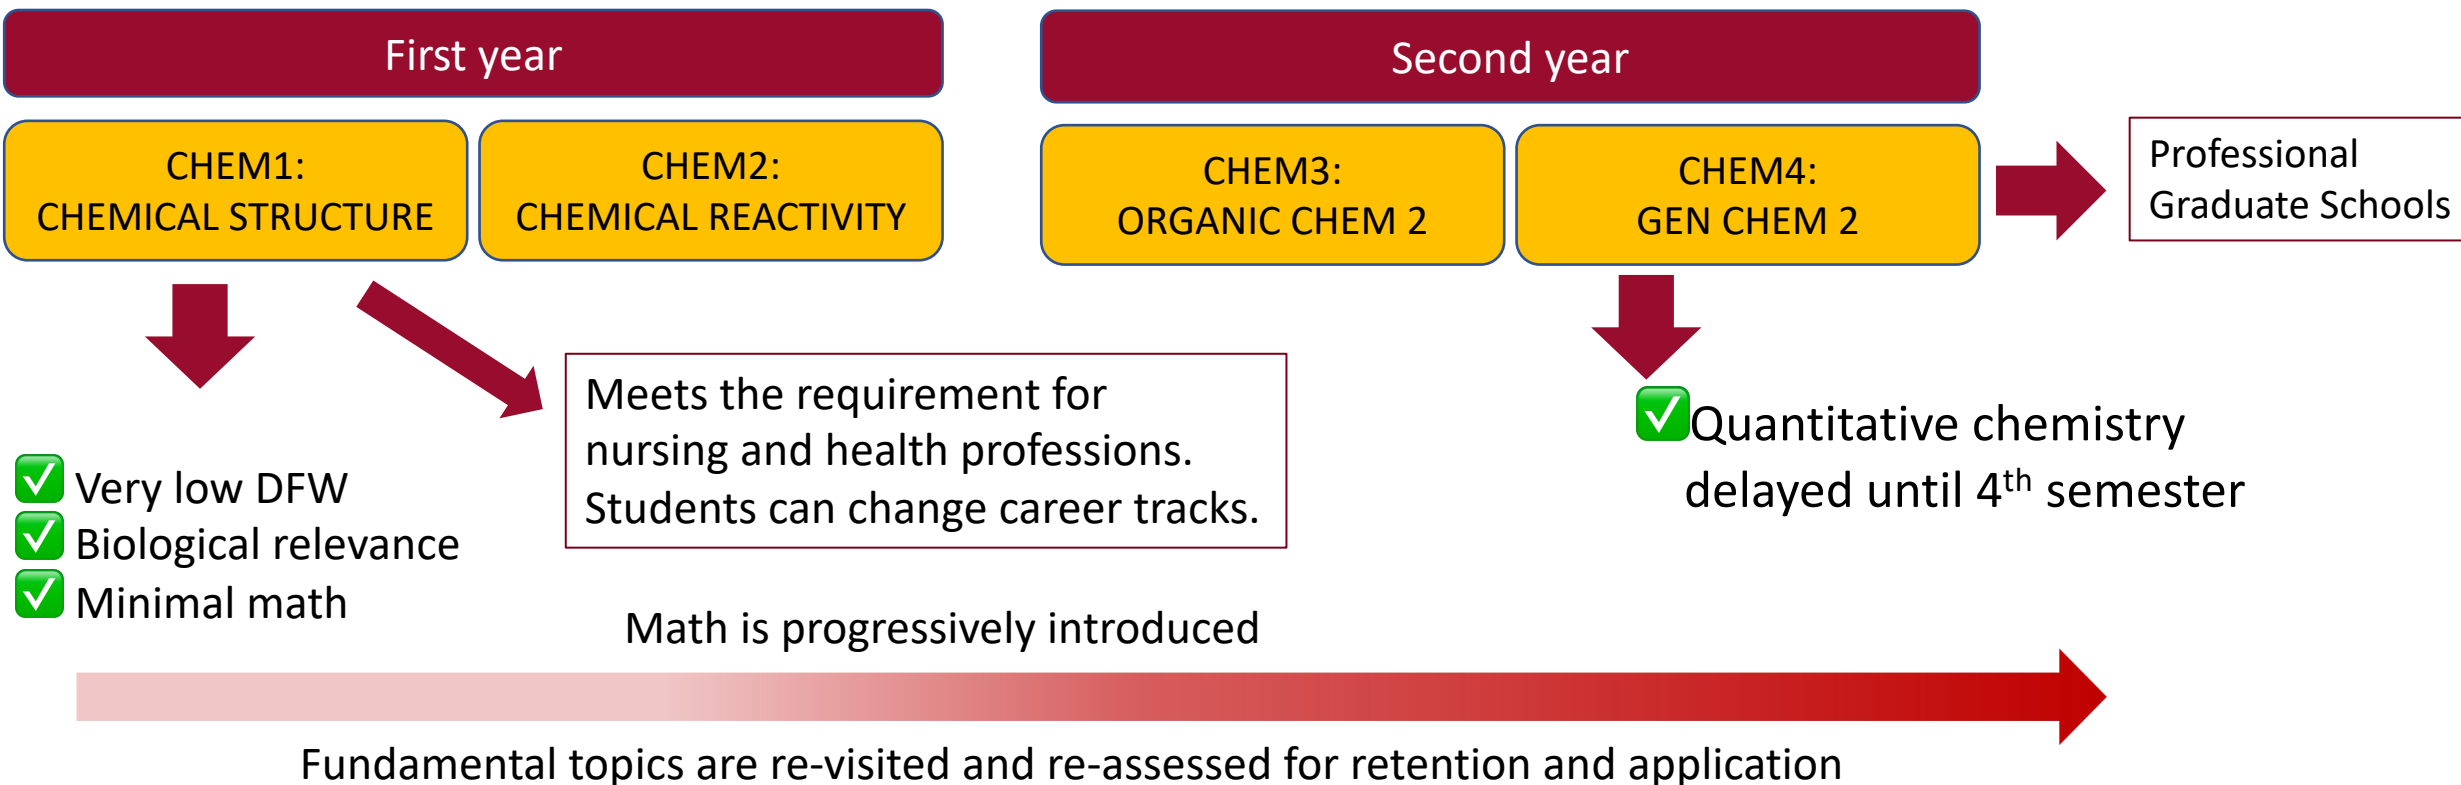 First year
Second year
CHEM1:
CHEMICAL STRUCTURE
CHEM2:
CHEMICAL REACTIVITY
CHEM3:
ORGANIC CHEM 2
CHEM4:
GEN CHEM 2
Professional
Graduate Schools
Meets the requirement for
nursing and health professions.
Students can change career tracks.
✅Quantitative chemistry
delayed until 4th semester
✅ Very low DFW
✅ Biological relevance
✅ Minimal math
Math is progressively introduced
Fundamental topics are re-visited and re-assessed for retention and application